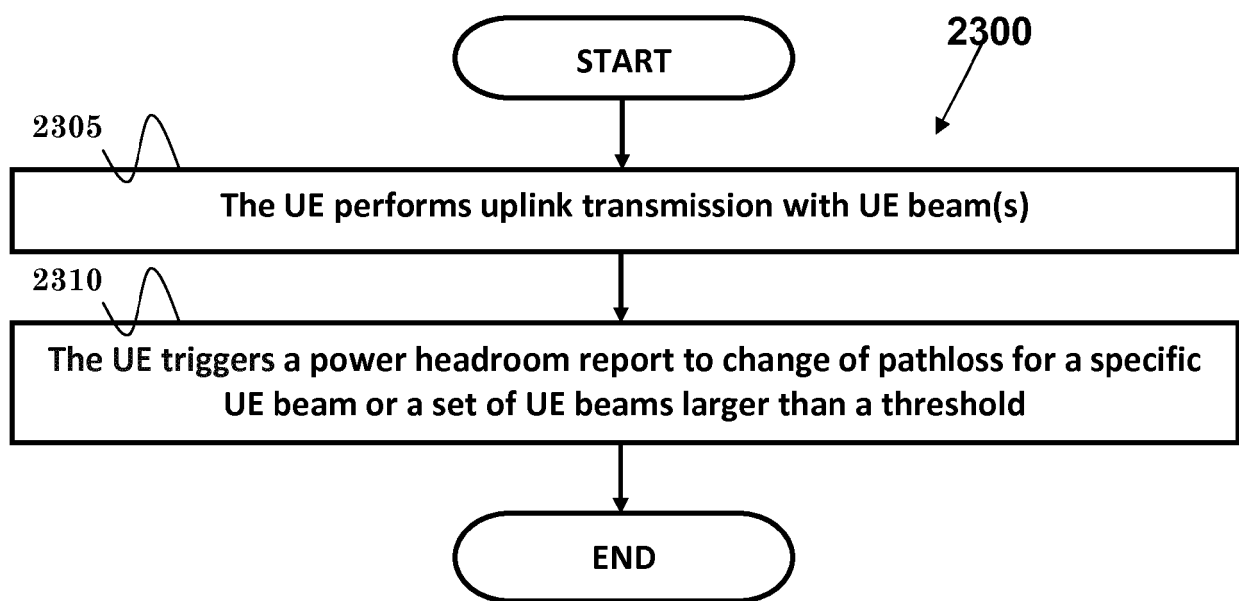 START
2300
2305
The UE performs uplink transmission with UE beam(s)
2310
The UE triggers a power headroom report to change of pathloss for a specific
UE beam or a set of UE beams larger than a threshold
END